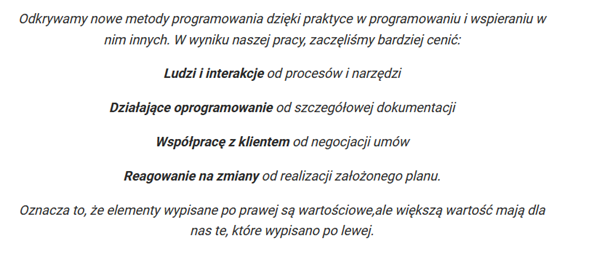 Odkrywamy nowe metody programowania dzięki praktyce w programowaniu i wspieraniu w
nim innych. W wyniku naszej pracy, zaczęliśmy bardziej cenić:
Ludzi i interakcje od procesów i narzędzi
Działające oprogramowanie od szczegółowej dokumentacji
Współpracę z klientem od negocjacji umów
Reagowanie na zmiany od realizacji założonego planu.
Oznacza to, że elementy wypisane po prawej są wartościowe,ale większą wartość mają dla
nas te, które wypisano po lewej.